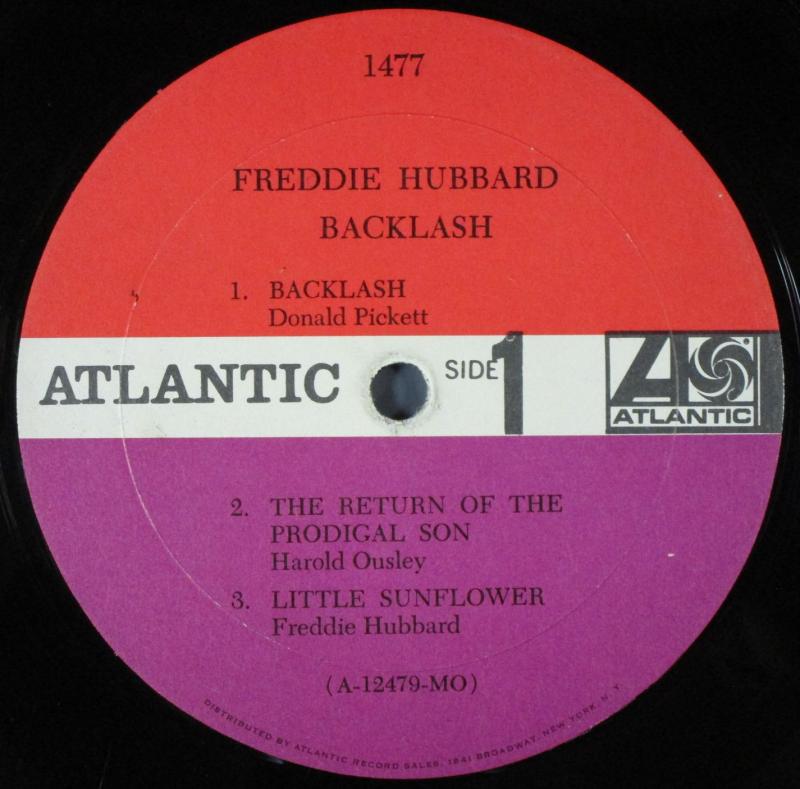 1477
FREDDIE HUBBARD
BACKLASH
1. BACKLASH
Donald Pickett
ATLANTIC
SIDE 1
A
ATLANTIC
2. THE RETURN OF THE
PRODIGAL SON
Harold Ousley
3. LITTLE SUNFLOWER
Freddie Hubbard
(A-12479-MO)
DISTRIBUTED BY ATLANTIC RECORD SALES, 1841 BROADWAY, NEW YORK, N. Y.